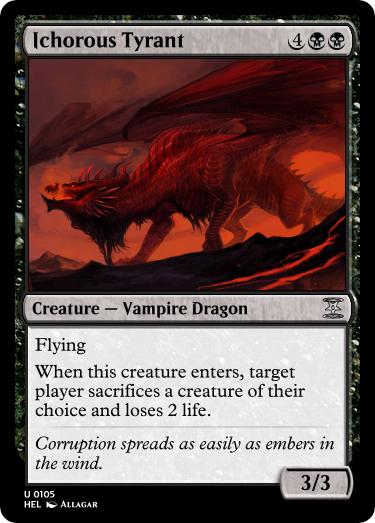 Ichorous Tyrant 4
Creature — Vampire Dragon
Flying
When this creature enters, target
player sacrifices a creature of their
choice and loses 2 life.
Corruption spreads as easily as embers in
the wind.
3/3
U 0105
HEL Allagar